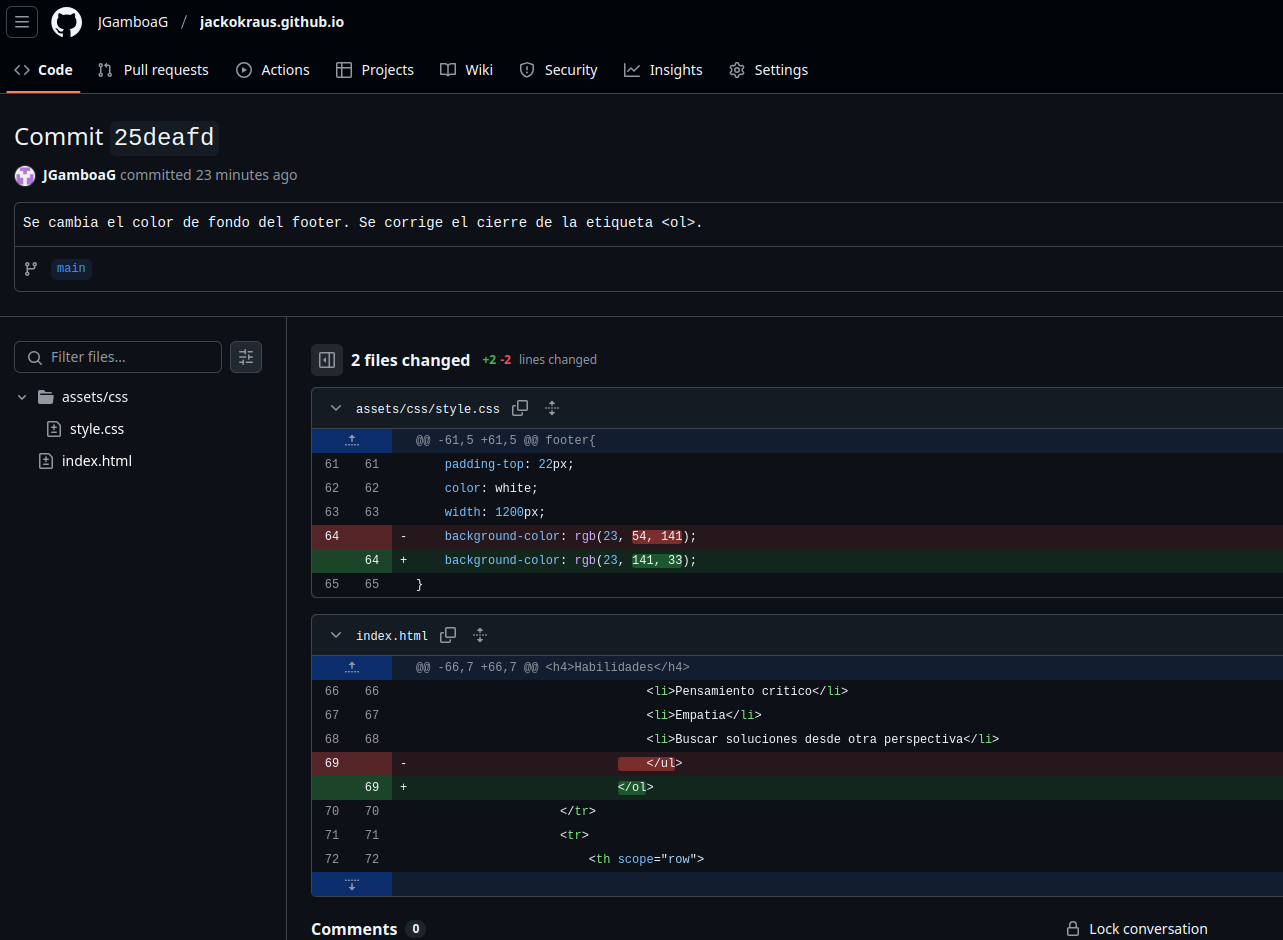 JGamboaG / jackokraus.github.io
Code Pull requests Actions Projects Wiki Security Insights Settings
Commit 25deafd
JGamboaG committed 23 minutes ago
Se cambia el color de fondo del footer. Se corrige el cierre de la etiqueta <ol>.
main
Filter files...
assets/css
style.css
index.html
2 files changed +2 -2 lines changed
assets/css/style.css
@@ -61,5 +61,5 @@ footer{
61 61 padding-top: 22px;
62 62 color: white;
63 63 width: 1200px;
64 - background-color: rgb(23, 54, 141);
64 + background-color: rgb(23, 141, 33);
65 65 }
index.html
@@ -66,7 +66,7 @@ <h4>Habilidades</h4>
66 66 <li>Pensamiento critico</li>
67 67 <li>Empatia</li>
68 68 <li>Buscar soluciones desde otra perspectiva</li>
69 - </ul>
69 + </ol>
70 70 </tr>
71 71 <tr>
72 72 <th scope="row">
Comments 0
Lock conversation